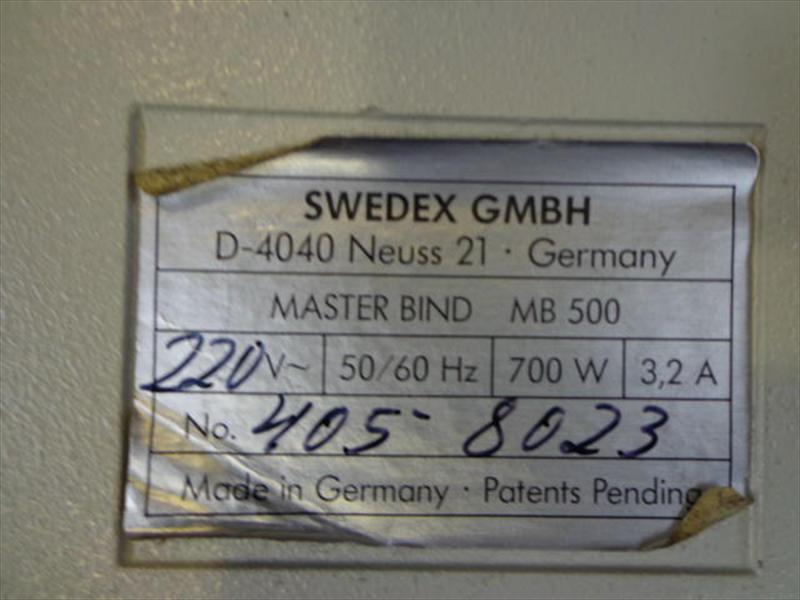 SWEDEX GMBH
D-4040 Neuss 21 · Germany
MASTER BIND MB 500
220 V~ 50/60 Hz 700 W 3,2 A
No. 405-8023
Made in Germany · Patents Pending